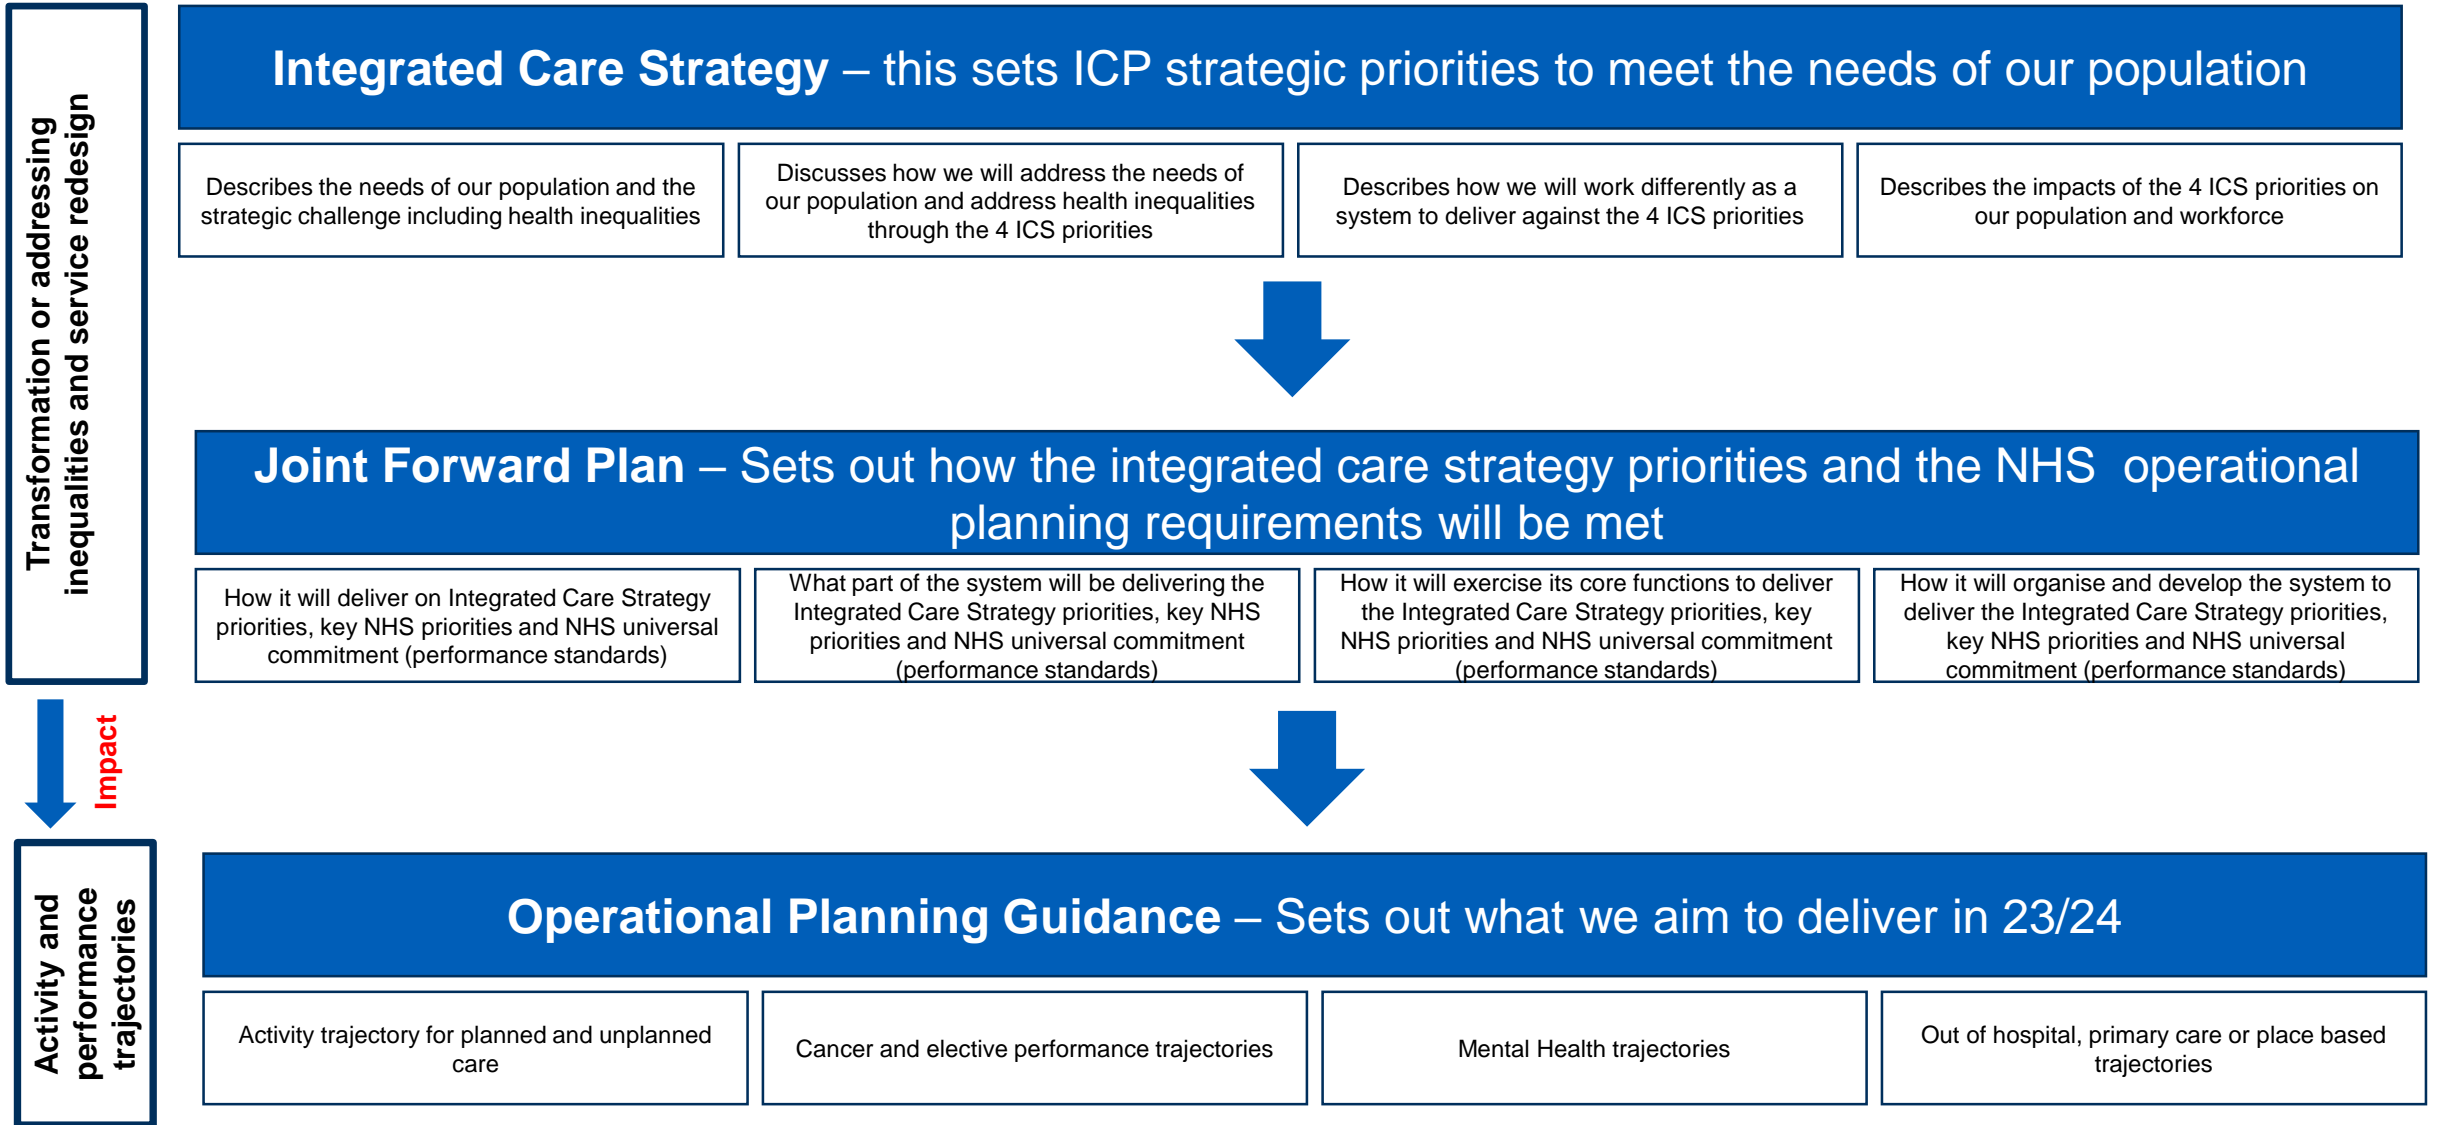 Transformation or addressing
inequalities and service redesign
Integrated Care Strategy – this sets ICP strategic priorities to meet the needs of our population
Describes the needs of our population and the
strategic challenge including health inequalities
Discusses how we will address the needs of
our population and address health inequalities
through the 4 ICS priorities
Describes how we will work differently as a
system to deliver against the 4 ICS priorities
Describes the impacts of the 4 ICS priorities on
our population and workforce
Joint Forward Plan – Sets out how the integrated care strategy priorities and the NHS operational
planning requirements will be met
How it will deliver on Integrated Care Strategy
priorities, key NHS priorities and NHS universal
commitment (performance standards)
What part of the system will be delivering the
Integrated Care Strategy priorities, key NHS
priorities and NHS universal commitment
(performance standards)
How it will exercise its core functions to deliver
the Integrated Care Strategy priorities, key
NHS priorities and NHS universal commitment
(performance standards)
How it will organise and develop the system to
deliver the Integrated Care Strategy priorities,
key NHS priorities and NHS universal
commitment (performance standards)
Impact
Activity and
performance
trajectories
Operational Planning Guidance – Sets out what we aim to deliver in 23/24
Activity trajectory for planned and unplanned
care
Cancer and elective performance trajectories
Mental Health trajectories
Out of hospital, primary care or place based
trajectories